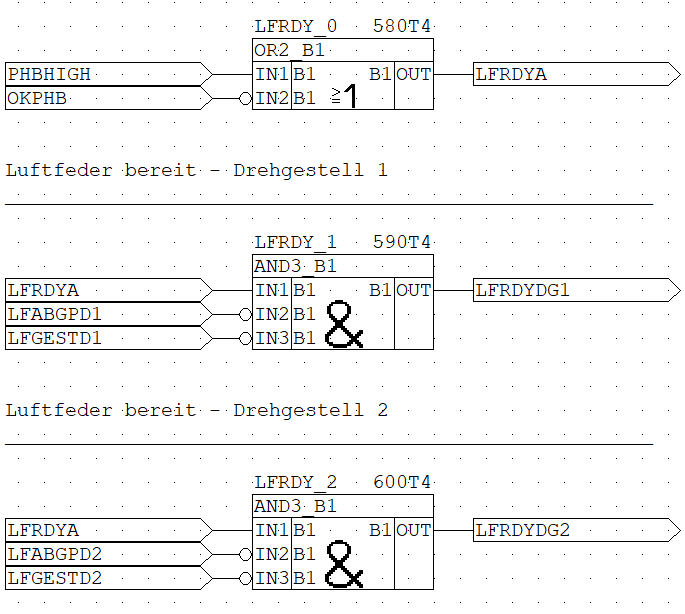 LFRDY_0 580T4
OR2_B1
PHBHIGH IN1 B1 B1 OUT LFRDYA
OKPHB IN2 B1 ≧1
Luftfeder bereit - Drehgestell 1
LFRDY_1 590T4
AND3_B1
LFRDYA IN1 B1 B1 OUT LFRDYDG1
LFABGPD1 IN2 B1 &
LFGESTD1 IN3 B1
Luftfeder bereit - Drehgestell 2
LFRDY_2 600T4
AND3_B1
LFRDYA IN1 B1 B1 OUT LFRDYDG2
LFABGPD2 IN2 B1 &
LFGESTD2 IN3 B1